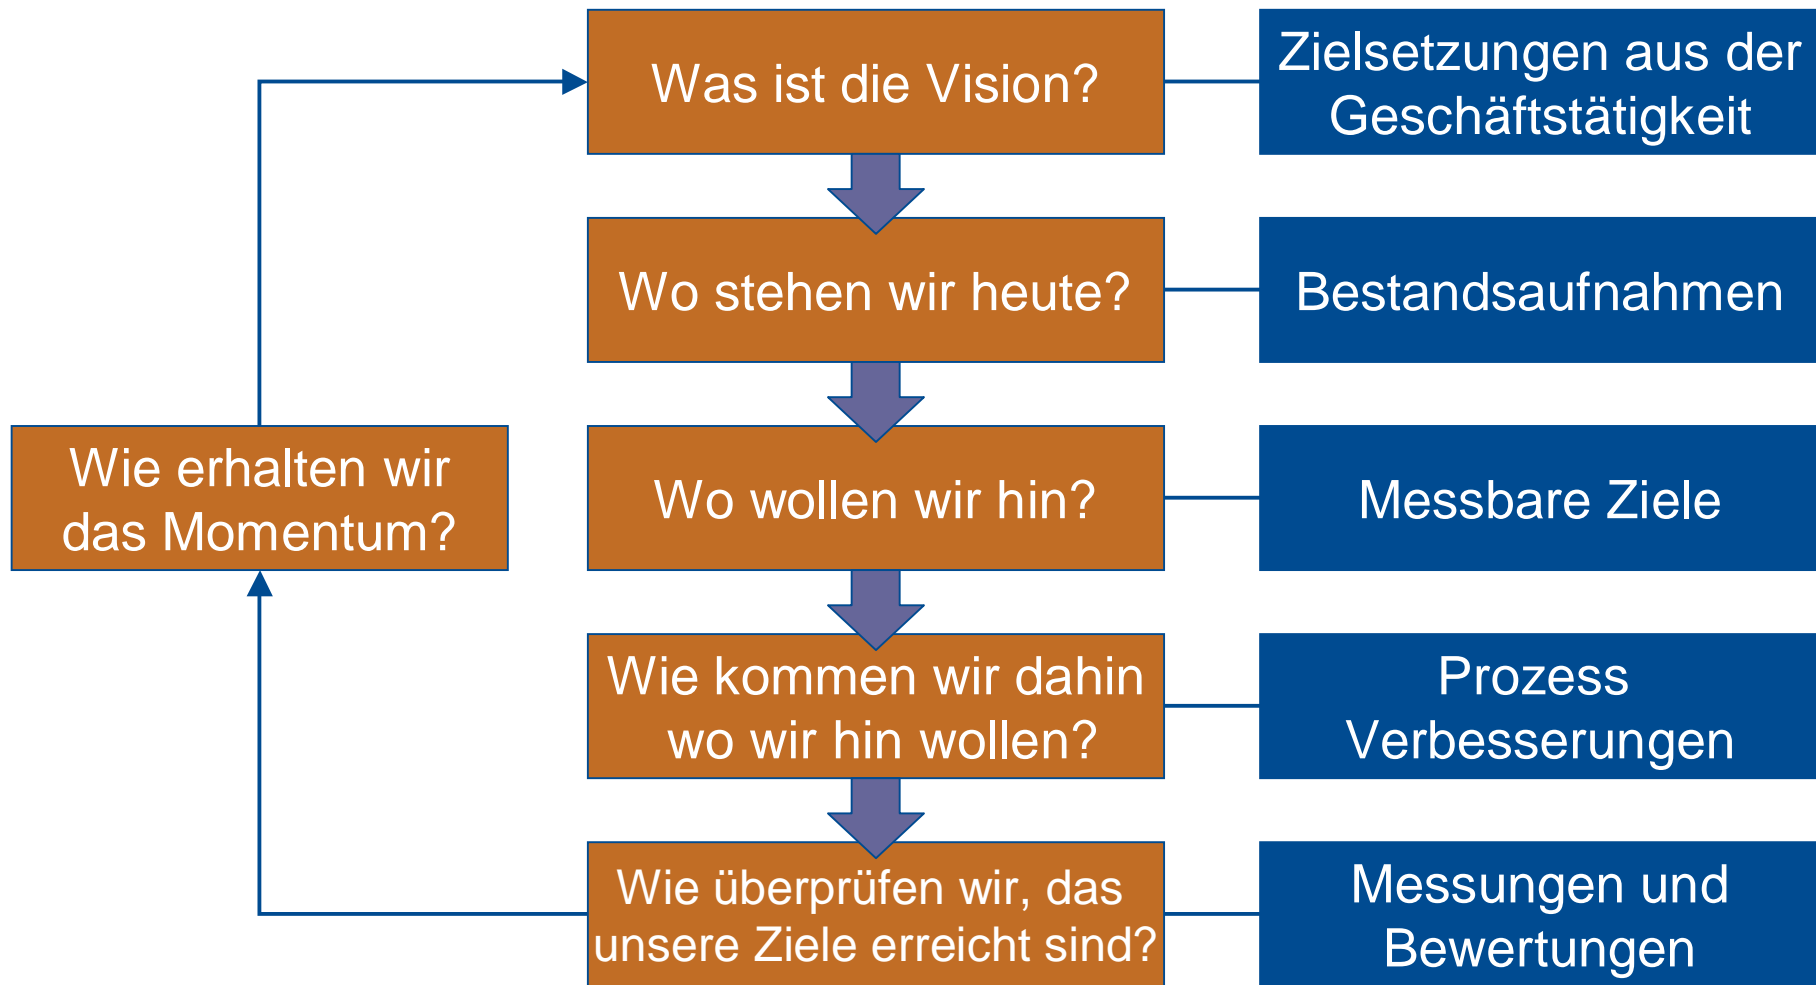 Was ist die Vision?
Zielsetzungen aus der
Geschäftstätigkeit
Wo stehen wir heute?
Bestandsaufnahmen
Wie erhalten wir
das Momentum?
Wo wollen wir hin?
Messbare Ziele
Wie kommen wir dahin
wo wir hin wollen?
Prozess
Verbesserungen
Wie überprüfen wir, das
unsere Ziele erreicht sind?
Messungen und
Bewertungen